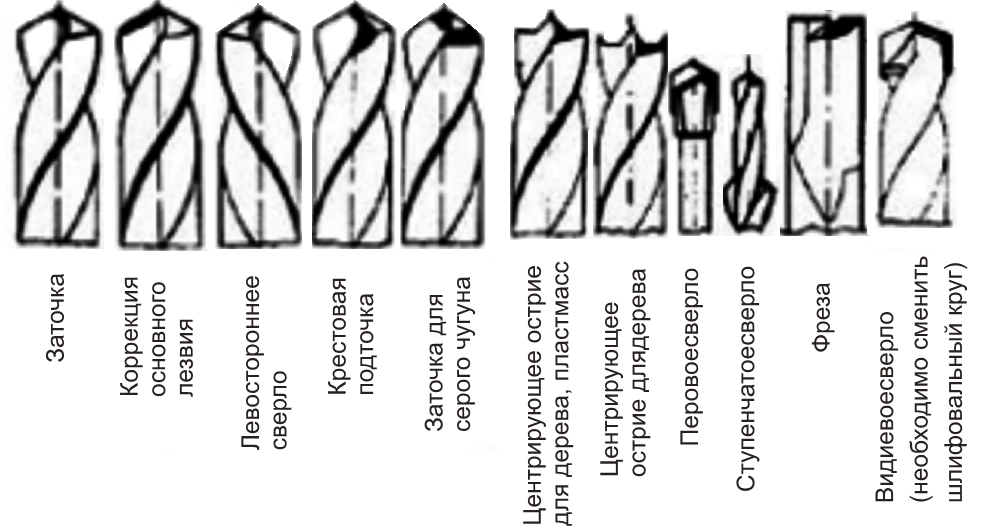 Заточка
Коррекция
основного
лезвия
Левостороннее
сверло
Крестовая
подточка
Заточка для
серого чугуна
Центрирующее острие
для дерева, пластмасс
Центрирующее
острие длядерева
Перовоесверло
Ступенчатоесверло
Фреза
Видиевоесверло
(необходимо сменить
шлифовальный круг)